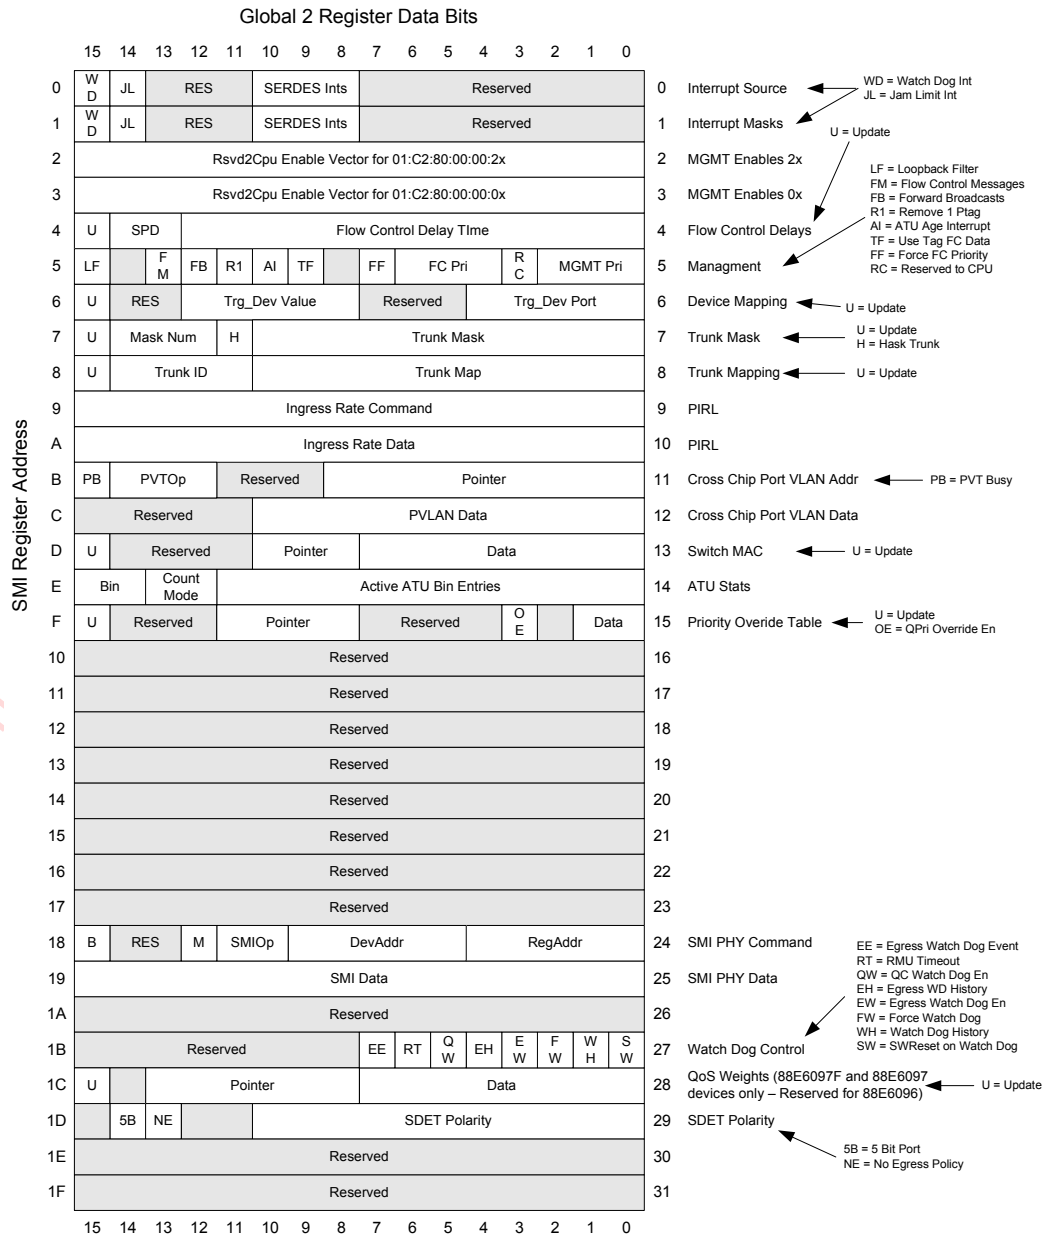 Global 2 Register Data Bits
15 14 13 12 11 10 9 8 7 6 5 4 3 2 1 0
0 WD JL RES SERDES Ints Reserved 0 Interrupt Source
WD = Watch Dog Int
JL = Jam Limit Int
1 WD JL RES SERDES Ints Reserved 1 Interrupt Masks
U = Update
2 Rsvd2Cpu Enable Vector for 01:C2:80:00:00:2x 2 MGMT Enables 2x
3 Rsvd2Cpu Enable Vector for 01:C2:80:00:00:0x 3 MGMT Enables 0x
LF = Loopback Filter
FM = Flow Control Messages
FB = Forward Broadcasts
R1 = Remove 1 Ptag
AI = ATU Age Interrupt
TF = Use Tag FC Data
FF = Force FC Priority
RC = Reserved to CPU
4 U SPD Flow Control Delay TIme 4 Flow Control Delays
5 LF FM FB R1 AI TF FF FC Pri RC MGMT Pri 5 Managment
6 U RES Trg_Dev Value Reserved Trg_Dev Port 6 Device Mapping
U = Update
7 U Mask Num H Trunk Mask 7 Trunk Mask
U = Update
H = Hask Trunk
8 U Trunk ID Trunk Map 8 Trunk Mapping
U = Update
9 Ingress Rate Command 9 PIRL
A Ingress Rate Data 10 PIRL
B PB PVTOp Reserved Pointer 11 Cross Chip Port VLAN Addr
PB = PVT Busy
C Reserved PVLAN Data 12 Cross Chip Port VLAN Data
D U Reserved Pointer Data 13 Switch MAC
U = Update
E Bin Count Mode Active ATU Bin Entries 14 ATU Stats
F U Reserved Pointer Reserved OE Data 15 Priority Overide Table
U = Update
OE = QPri Override En
10 Reserved 16
11 Reserved 17
12 Reserved 18
13 Reserved 19
14 Reserved 20
15 Reserved 21
16 Reserved 22
17 Reserved 23
18 B RES M SMIOp DevAddr RegAddr 24 SMI PHY Command
19 SMI Data 25 SMI PHY Data
EE = Egress Watch Dog Event
RT = RMU Timeout
QW = QC Watch Dog En
EH = Egress WD History
EW = Egress Watch Dog En
FW = Force Watch Dog
WH = Watch Dog History
SW = SWReset on Watch Dog
1A Reserved 26
1B Reserved EE RT QW EH EW FW WH SW 27 Watch Dog Control
1C U Pointer Data 28 QoS Weights (88E6097F and 88E6097
devices only – Reserved for 88E6096)
U = Update
1D 5B NE SDET Polarity 29 SDET Polarity
5B = 5 Bit Port
NE = No Egress Policy
1E Reserved 30
1F Reserved 31
15 14 13 12 11 10 9 8 7 6 5 4 3 2 1 0
SMI Register Address